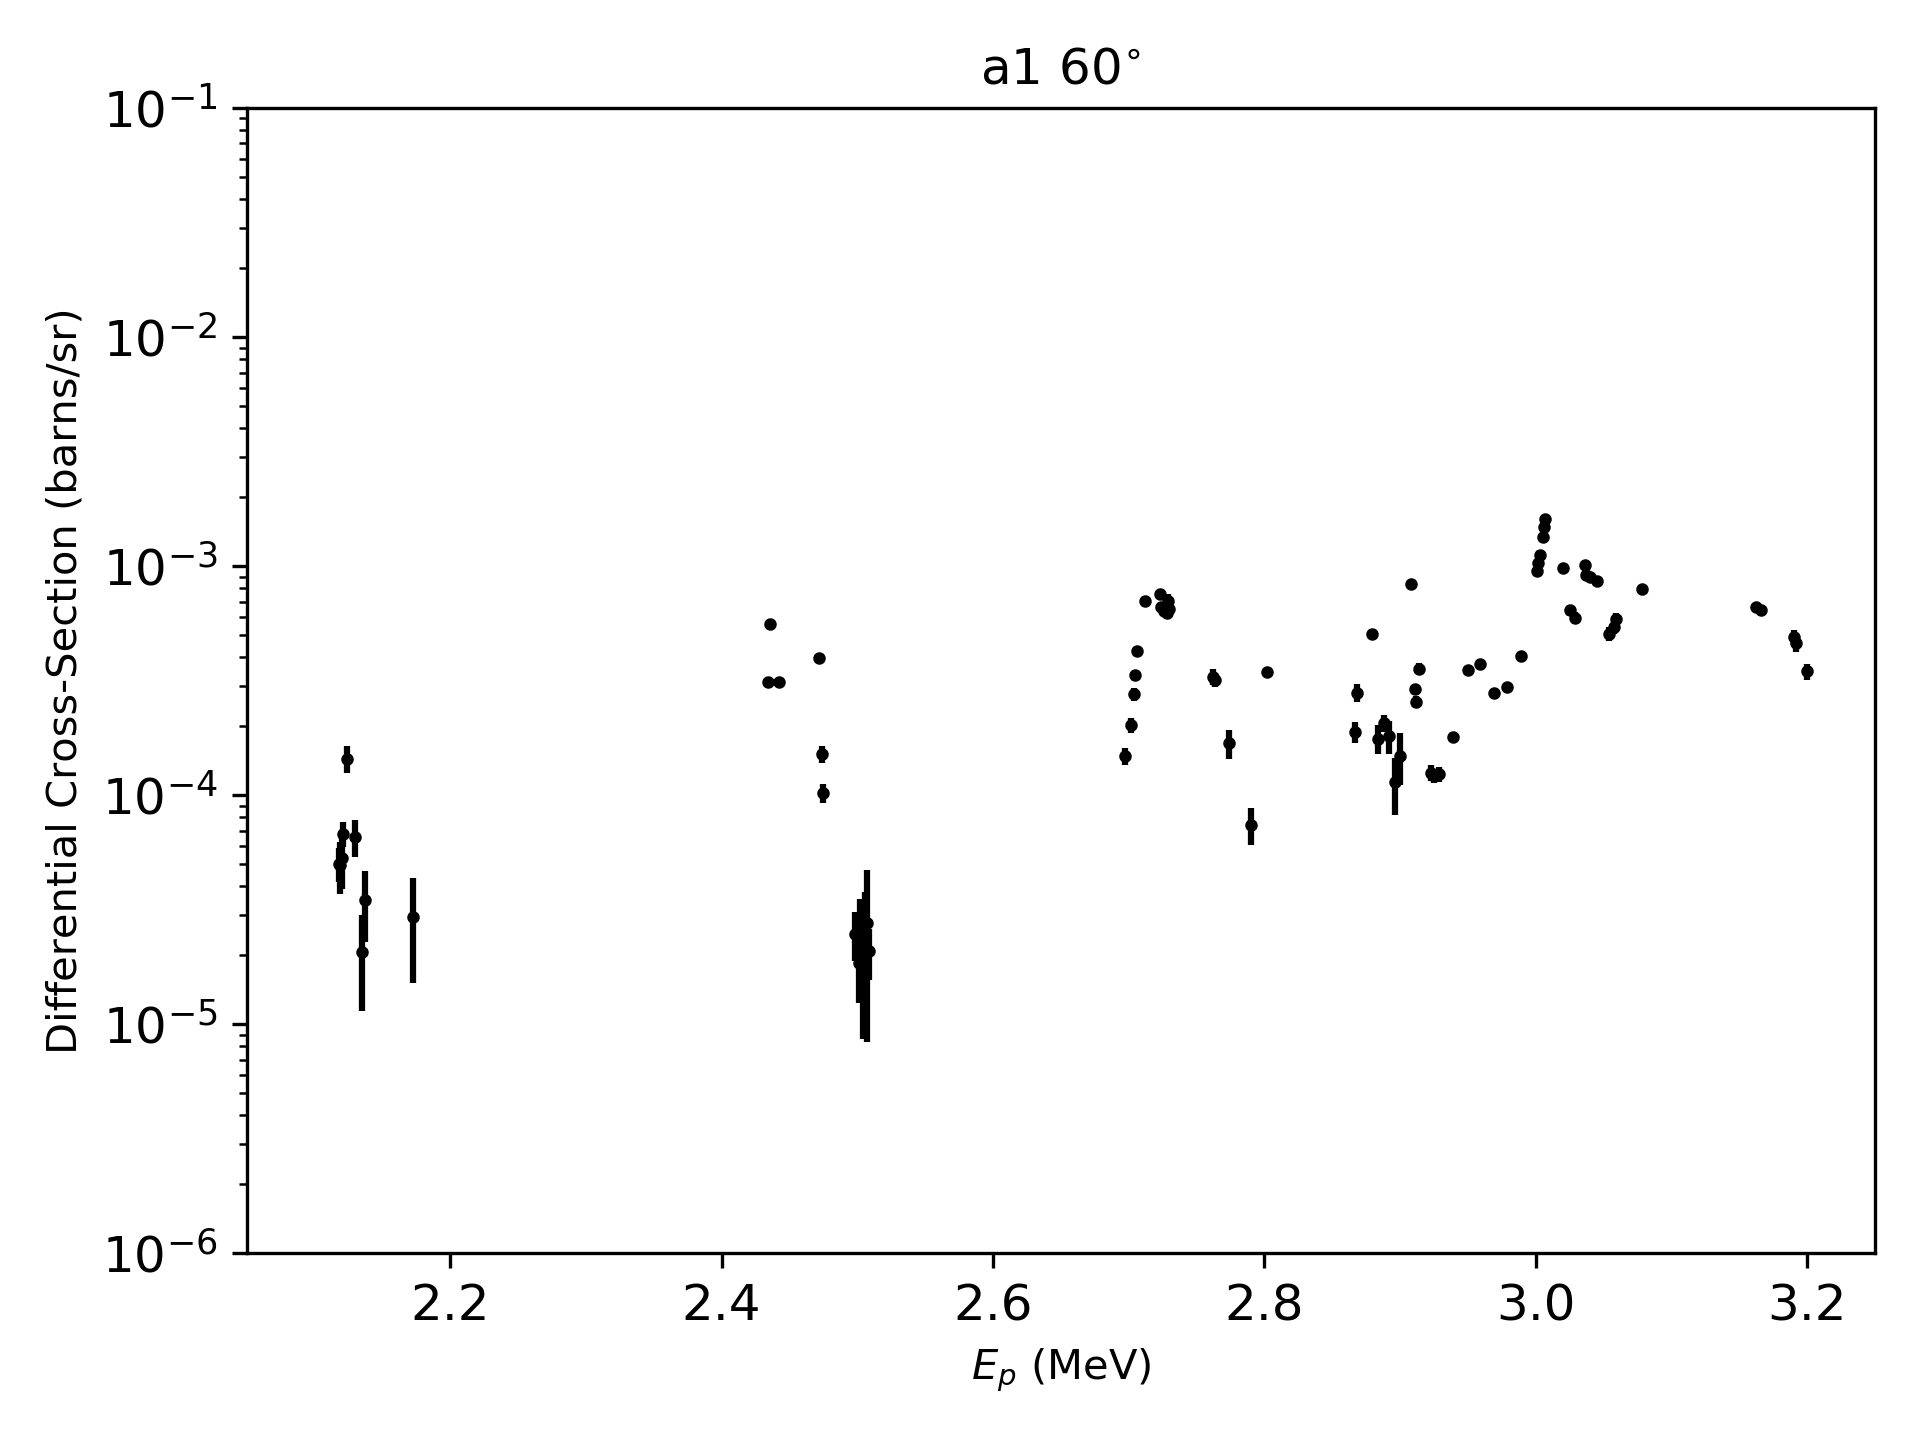 a1 60°
Differential Cross-Section (barns/sr)
10⁻¹
10⁻²
10⁻³
10⁻⁴
10⁻⁵
10⁻⁶
2.2 2.4 2.6 2.8 3.0 3.2
Eₚ (MeV)